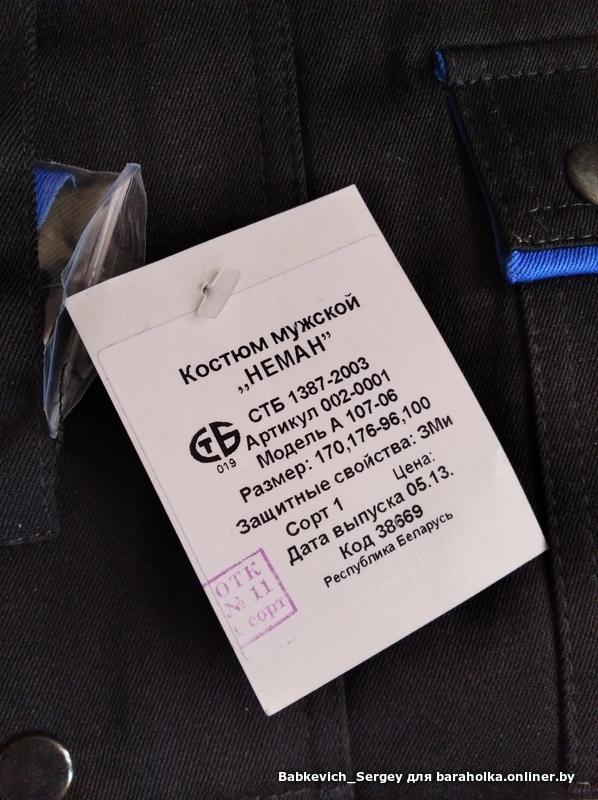 Костюм мужской
„НЕМАН”
СТБ 1387-2003
СТБ
019
Артикул 002-0001
Модель А 107-06
Размер: 170,176-96,100
Защитные свойства: ЗМи
Цена:
Сорт 1
Дата выпуска 05.13.
Код 38669
Республика Беларусь
ОТК
№ 11
1 сорт
Babkevich_Sergey для baraholka.onliner.by